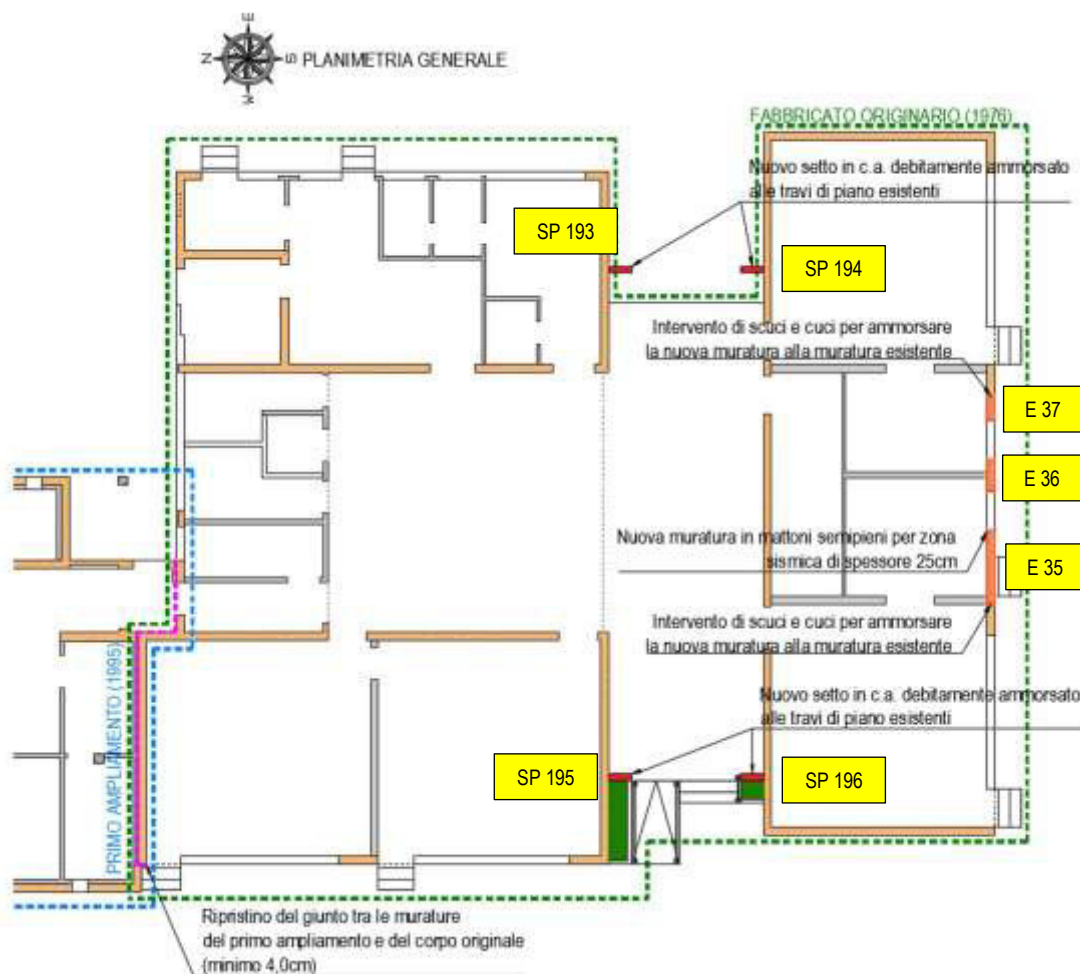 E
N
S
PLANIMETRIA GENERALE
W
FABBRICATO ORIGINARIO (1976)
Nuovo setto in c.a. debitamente ammorsato
alle travi di piano esistenti
SP 193
SP 194
Intervento di scuci e cuci per ammorsare
la nuova muratura alla muratura esistente
E 37
E 36
Nuova muratura in mattoni semipieni per zona
sismica di spessore 25cm
E 35
Intervento di scuci e cuci per ammorsare
la nuova muratura alla muratura esistente
PRIMO AMPLIAMENTO (1995)
Nuovo setto in c.a. debitamente ammorsato
alle travi di piano esistenti
SP 195
SP 196
Ripristino del giunto tra le murature
del primo ampliamento e del corpo originale
(minimo 4,0cm)